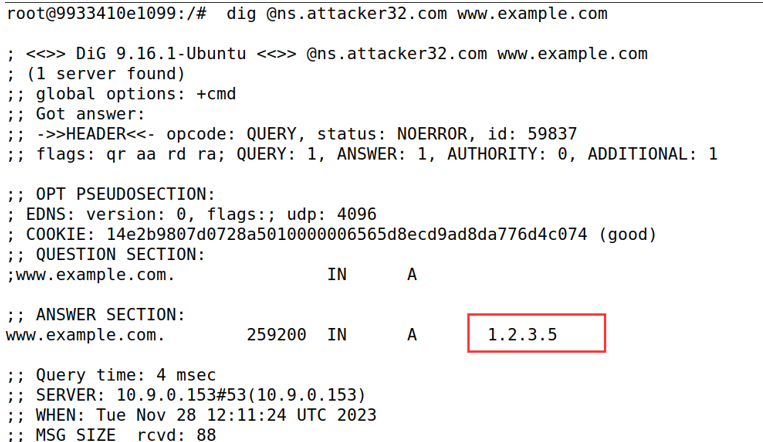 root@9933410e1099:/#  dig @ns.attacker32.com www.example.com
; <<>> DiG 9.16.1-Ubuntu <<>> @ns.attacker32.com www.example.com
; (1 server found)
;; global options: +cmd
;; Got answer:
;; ->>HEADER<<- opcode: QUERY, status: NOERROR, id: 59837
;; flags: qr aa rd ra; QUERY: 1, ANSWER: 1, AUTHORITY: 0, ADDITIONAL: 1
;; OPT PSEUDOSECTION:
; EDNS: version: 0, flags:; udp: 4096
; COOKIE: 14e2b9807d0728a5010000006565d8ecd9ad8da776d4c074 (good)
;; QUESTION SECTION:
;www.example.com.               IN      A
;; ANSWER SECTION:
www.example.com.        259200  IN      A       1.2.3.5
;; Query time: 4 msec
;; SERVER: 10.9.0.153#53(10.9.0.153)
;; WHEN: Tue Nov 28 12:11:24 UTC 2023
;; MSG SIZE  rcvd: 88